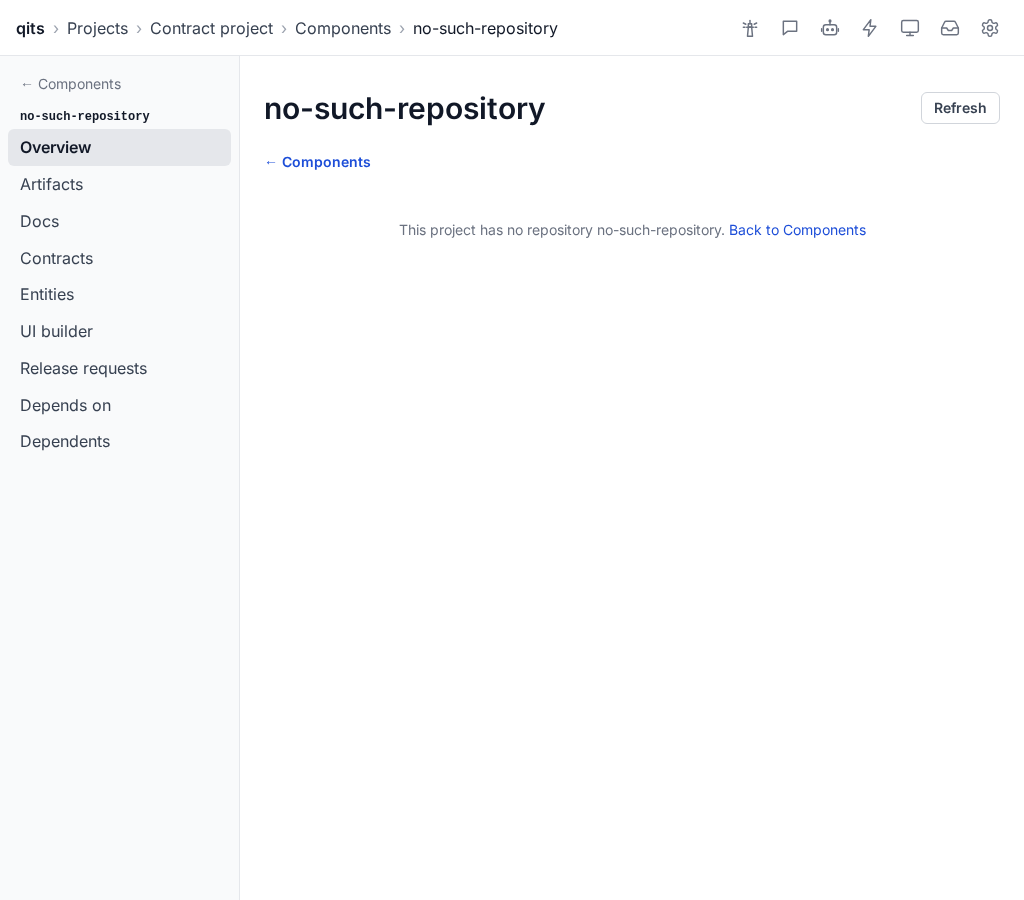 qits › Projects › Contract project › Components › no-such-repository
← Components
no-such-repository
Overview
Artifacts
Docs
Contracts
Entities
UI builder
Release requests
Depends on
Dependents
no-such-repository
Refresh
← Components
This project has no repository no-such-repository. Back to Components